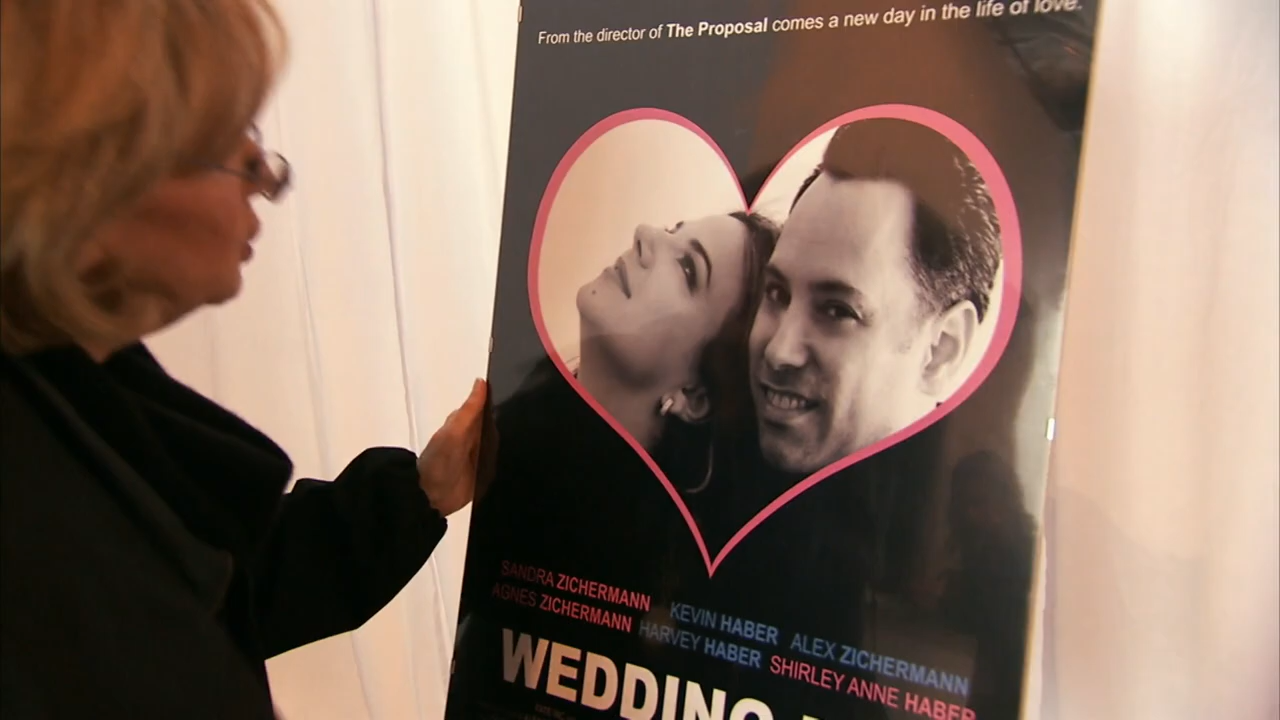 From the director of The Proposal comes a new day in the life of love.
SANDRA ZICHERMANN KEVIN HABER ALEX ZICHERMANN
AGNES ZICHERMANN HARVEY HABER SHIRLEY ANNE HABER
WEDDING